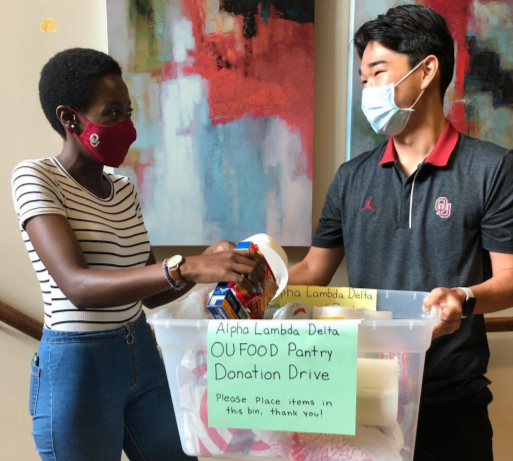 OU
Alpha Lambda Delta
Alpha Lambda Delta
OU FOOD Pantry
Donation Drive
Please Place items in
this bin, thank you!